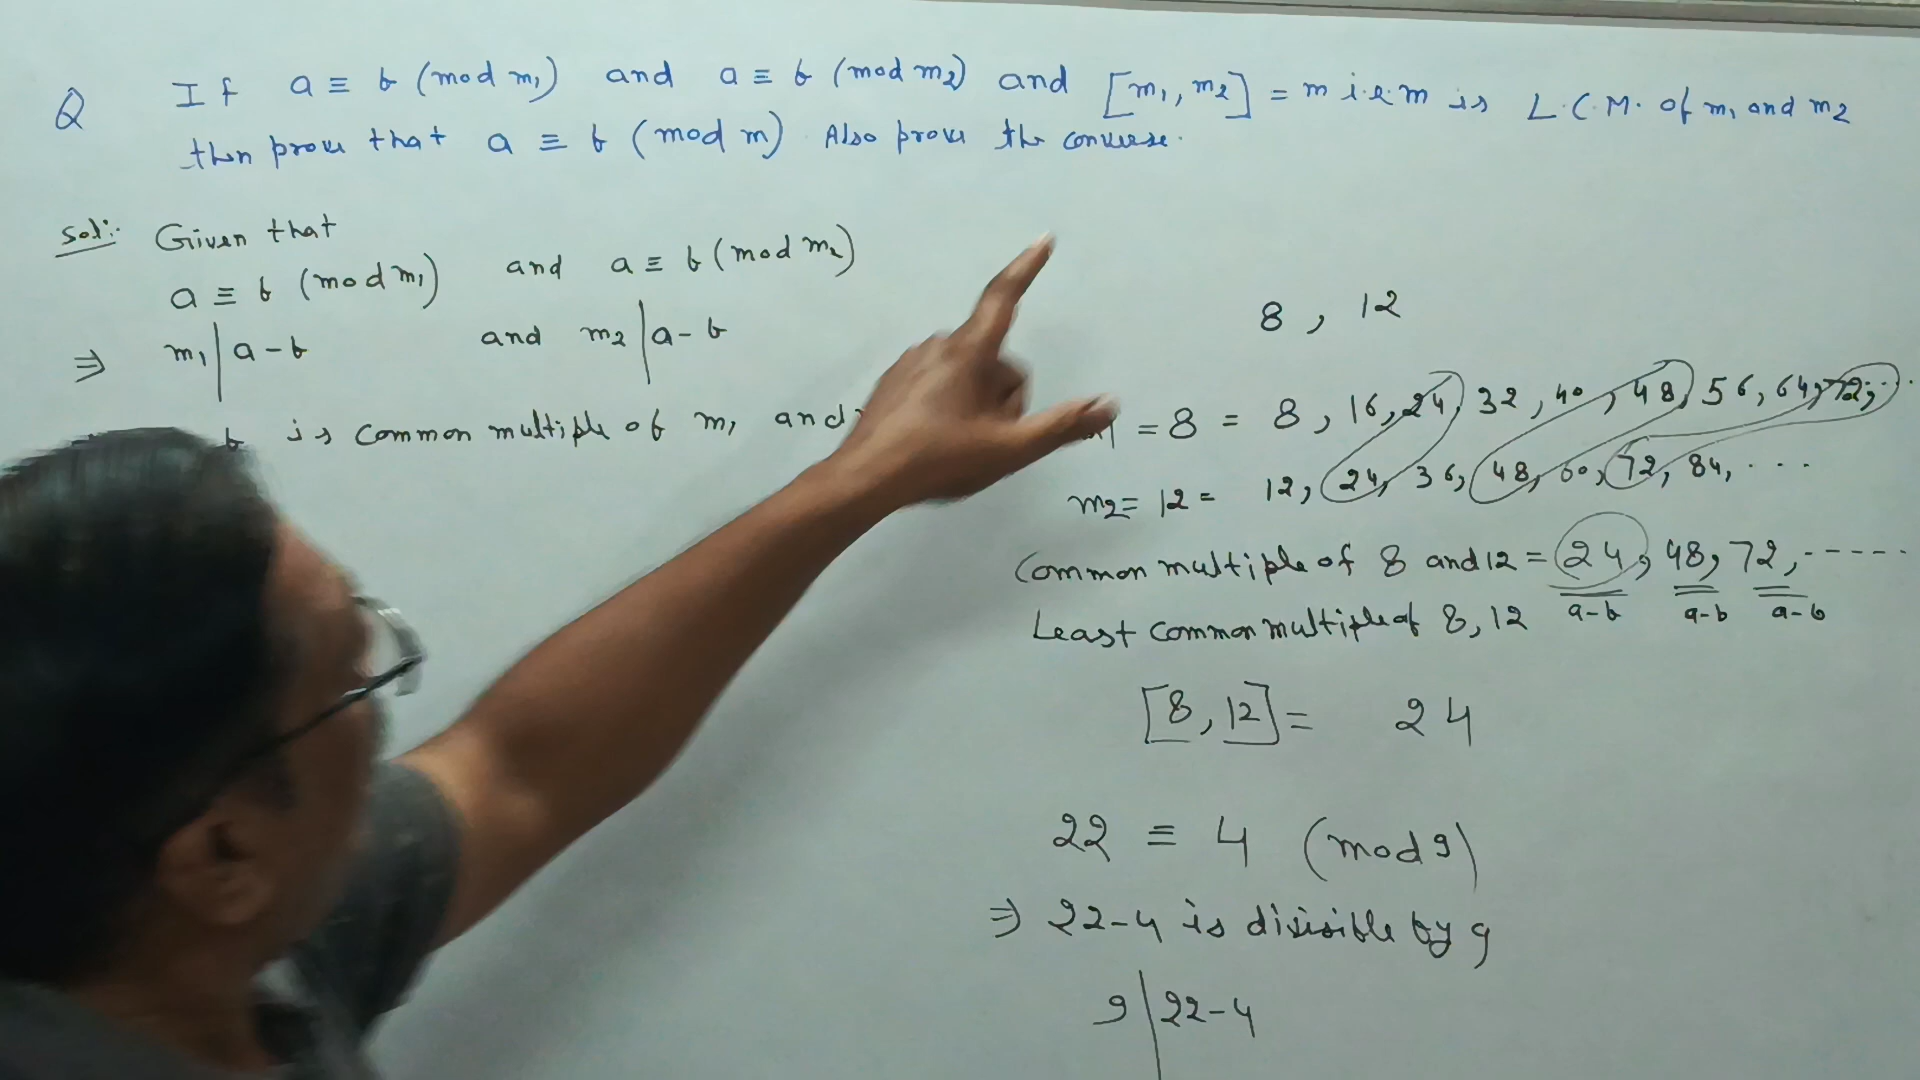 Q If a ≡ b (mod m₁) and a ≡ b (mod m₂) and [m₁, m₂] = m i.e. m is L.C.M. of m₁ and m₂
then prove that a ≡ b (mod m) Also prove the converse.
Sol:- Given that
a ≡ b (mod m₁) and a ≡ b (mod m₂)
⇒ m₁ | a - b and m₂ | a - b
b is common multiple of m₁ and
8 , 12
= 8 = 8 , 16, 24, 32, 40, 48, 56, 64, 72, ...
m₂ = 12 = 12, 24, 36, 48, 60, 72, 84, ...
Common multiple of 8 and 12 = 24, 48, 72, -----
a-b a-b a-b
Least common multiple of 8, 12
[8, 12] = 24
22 ≡ 4 (mod 9)
⇒ 22-4 is divisible by 9
9 | 22-4